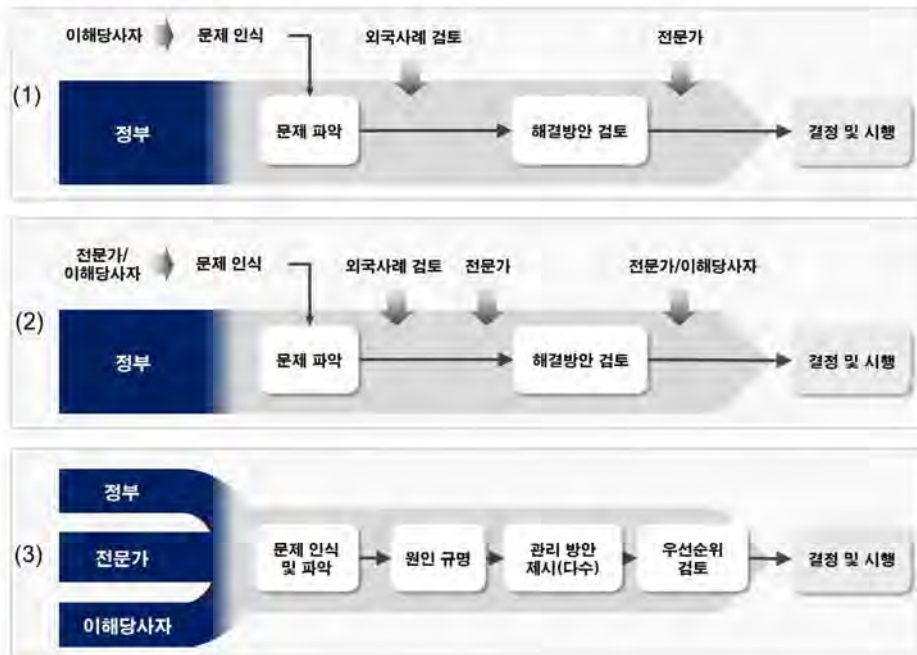 이해당사자
문제 인식
외국사례 검토
전문가
(1)
정부
문제 파악
해결방안 검토
결정 및 시행
전문가/
이해당사자
문제 인식
외국사례 검토
전문가
전문가/이해당사자
(2)
정부
문제 파악
해결방안 검토
결정 및 시행
(3)
정부
전문가
이해당사자
문제 인식
및 파악
원인 규명
관리 방안
제시(다수)
우선순위
검토
결정 및 시행